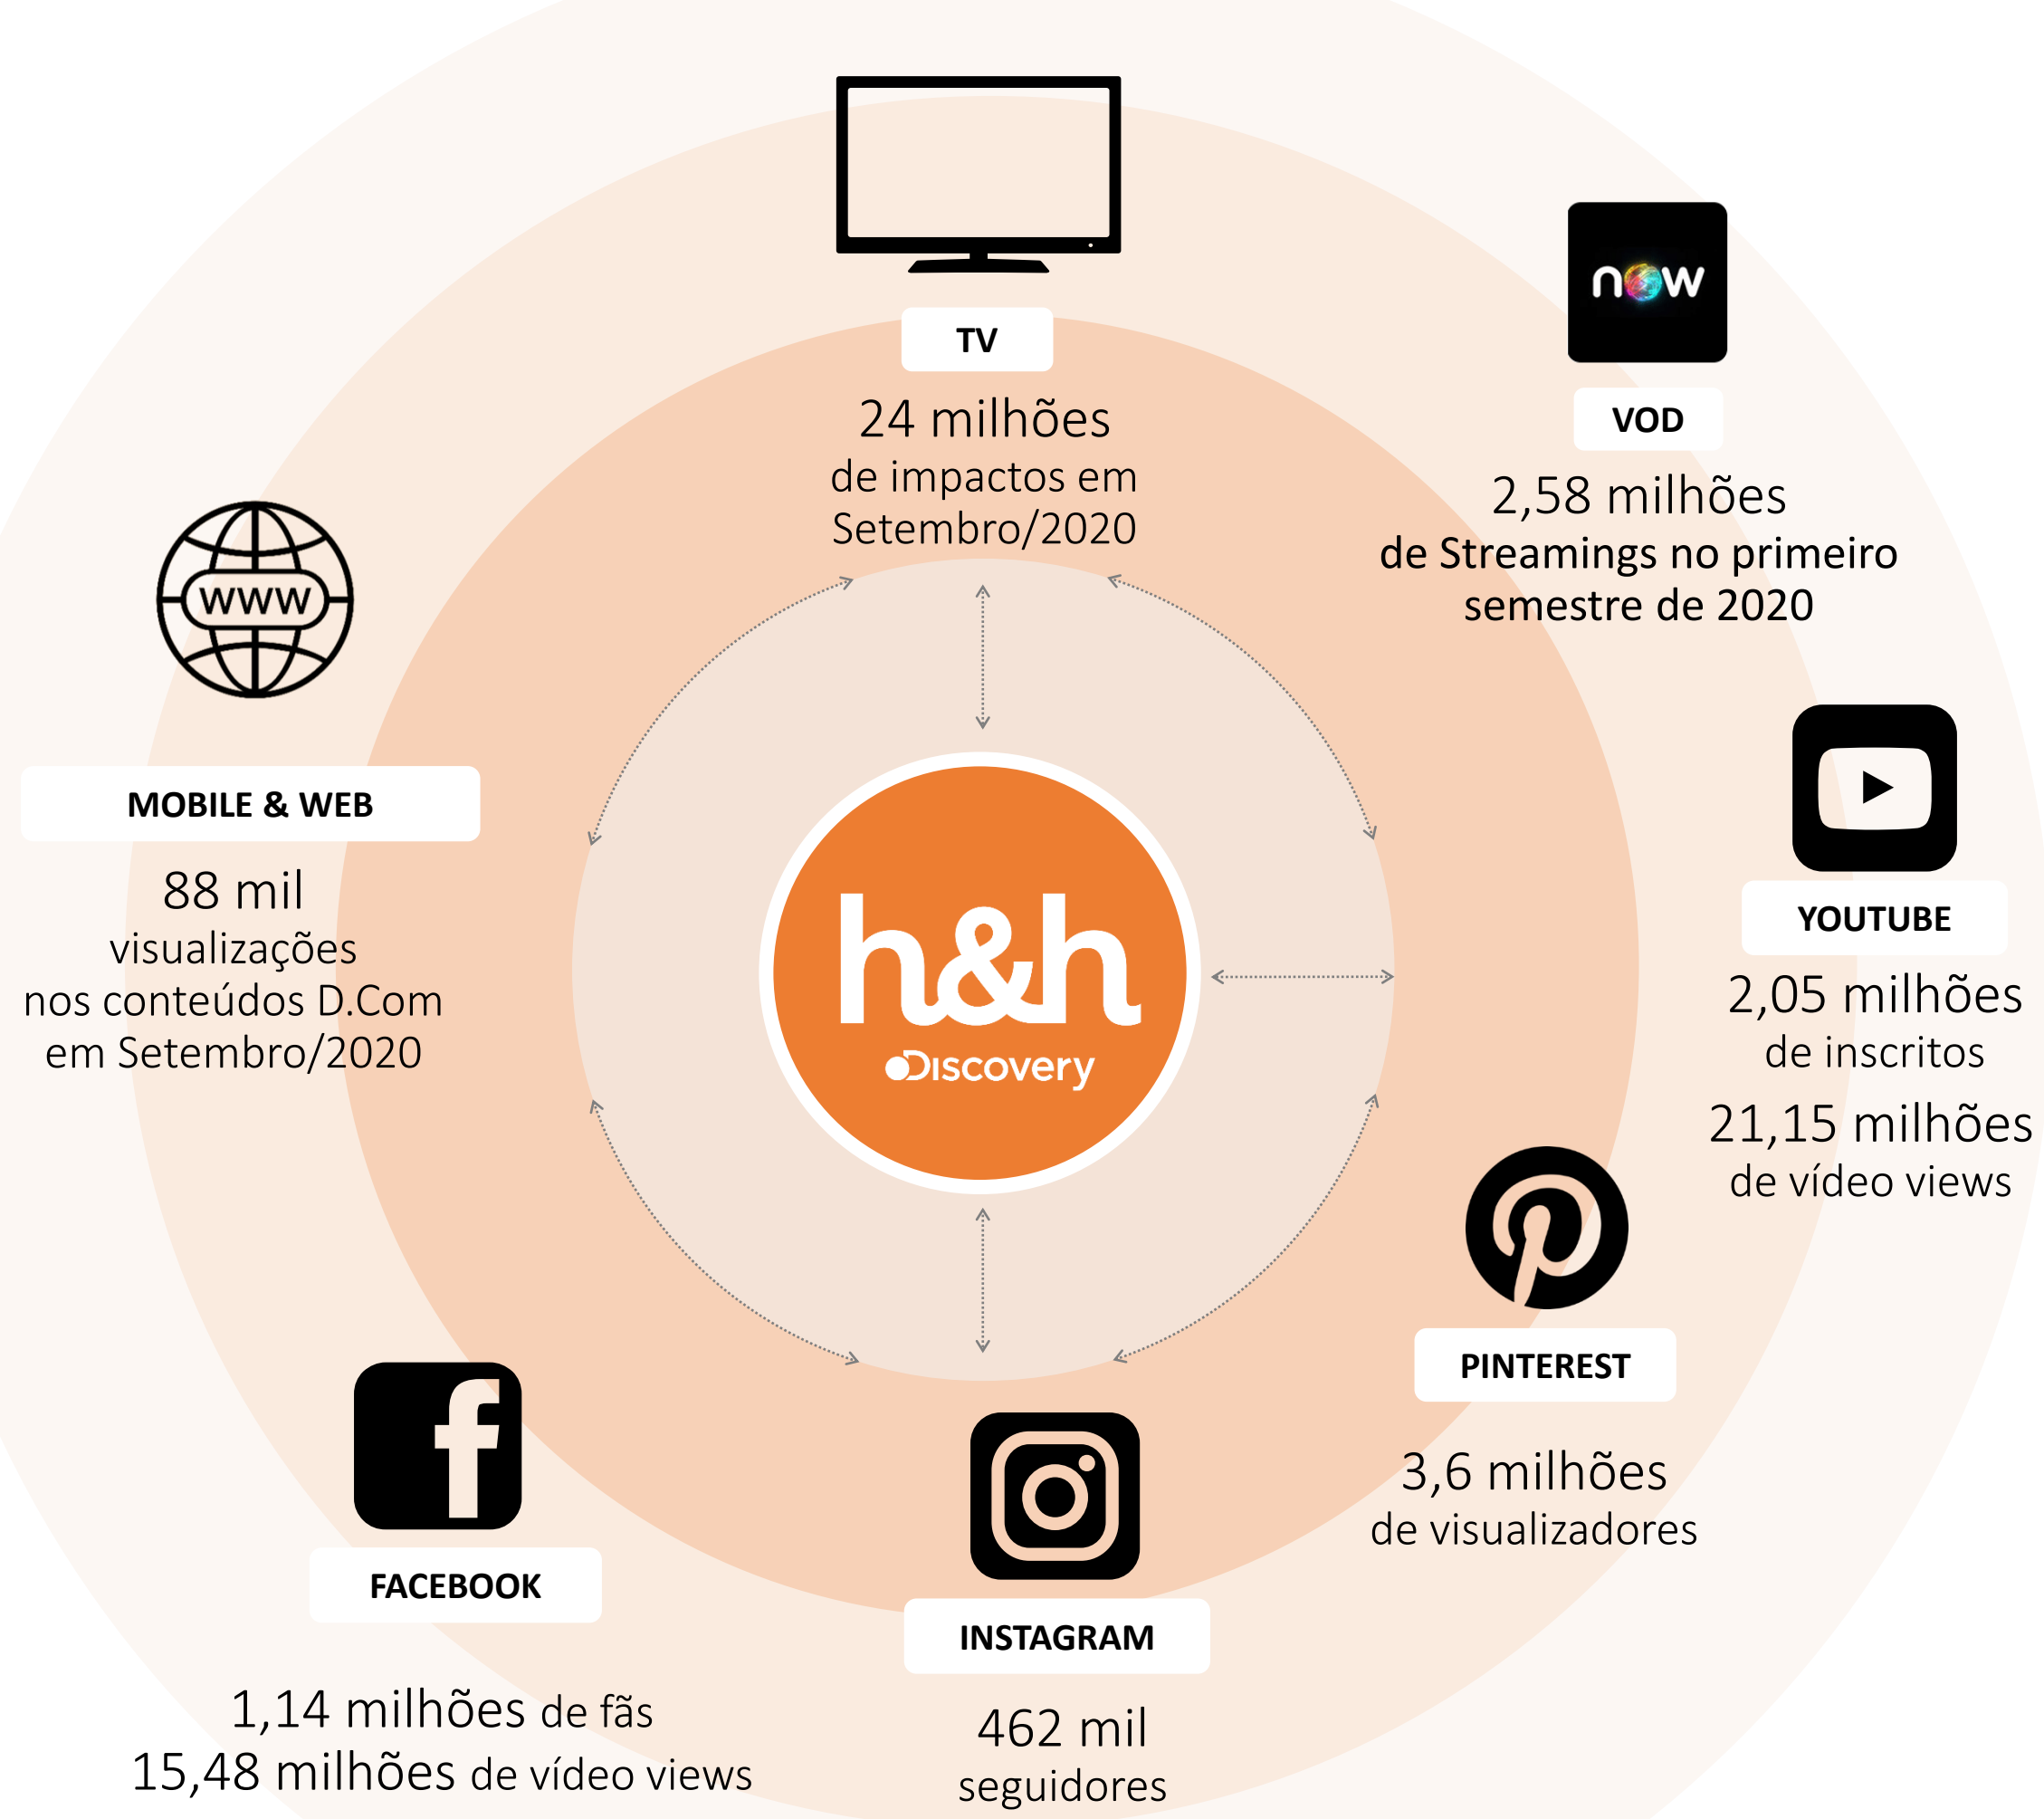 TV
24 milhões
de impactos em
Setembro/2020
now
VOD
2,58 milhões
de Streamings no primeiro
semestre de 2020
WWW
MOBILE & WEB
88 mil
visualizações
nos conteúdos D.Com
em Setembro/2020
h&h
Discovery
YOUTUBE
2,05 milhões
de inscritos
21,15 milhões
de vídeo views
PINTEREST
3,6 milhões
de visualizadores
FACEBOOK
1,14 milhões de fãs
15,48 milhões de vídeo views
INSTAGRAM
462 mil
seguidores